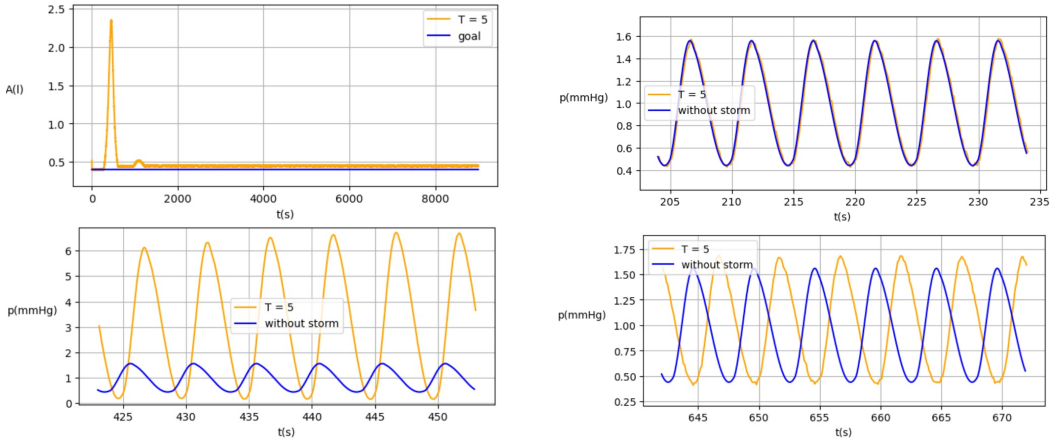 2.5
2.0
1.5
1.0
0.5
A(l)
T = 5
goal
0 2000 4000 6000 8000
t(s)
1.6
1.4
1.2
1.0
0.8
0.6
0.4
p(mmHg)
T = 5
without storm
205 210 215 220 225 230 235
t(s)
6
5
4
3
2
1
0
p(mmHg)
T = 5
without storm
425 430 435 440 445 450
t(s)
1.75
1.50
1.25
1.00
0.75
0.50
0.25
p(mmHg)
T = 5
without storm
645 650 655 660 665 670
t(s)